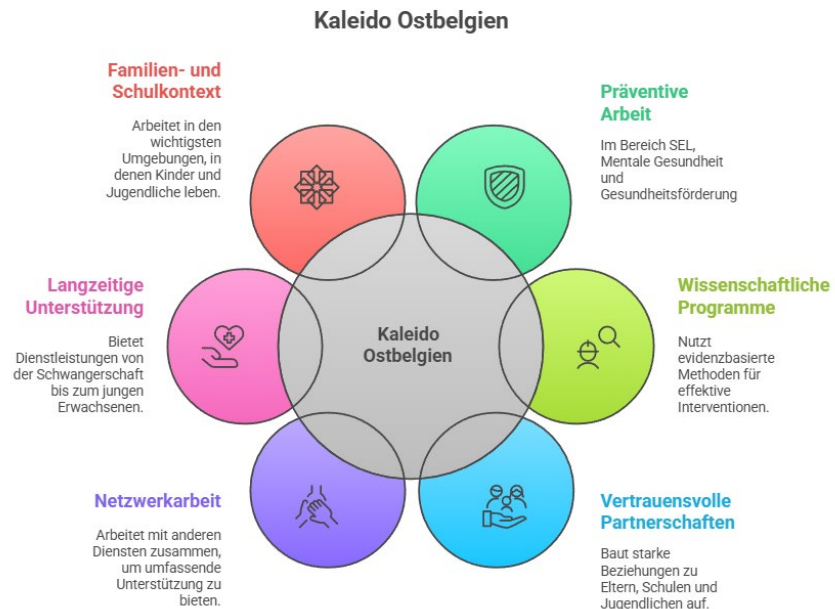 Kaleido Ostbelgien
Familien- und
Schulkontext
Arbeitet in den
wichtigsten
Umgebungen, in
denen Kinder und
Jugendliche leben.
Präventive
Arbeit
Im Bereich SEL,
Mentale Gesundheit
und
Gesundheitsförderung
Langzeitige
Unterstützung
Bietet
Dienstleistungen von
der Schwangerschaft
bis zum jungen
Erwachsenen.
Kaleido
Ostbelgien
Wissenschaftliche
Programme
Nutzt
evidenzbasierte
Methoden für
effektive
Interventionen.
Netzwerkarbeit
Arbeitet mit anderen
Diensten zusammen,
um umfassende
Unterstützung zu
bieten.
Vertrauensvolle
Partnerschaften
Baut starke
Beziehungen zu
Eltern, Schulen und
Jugendlichen auf.